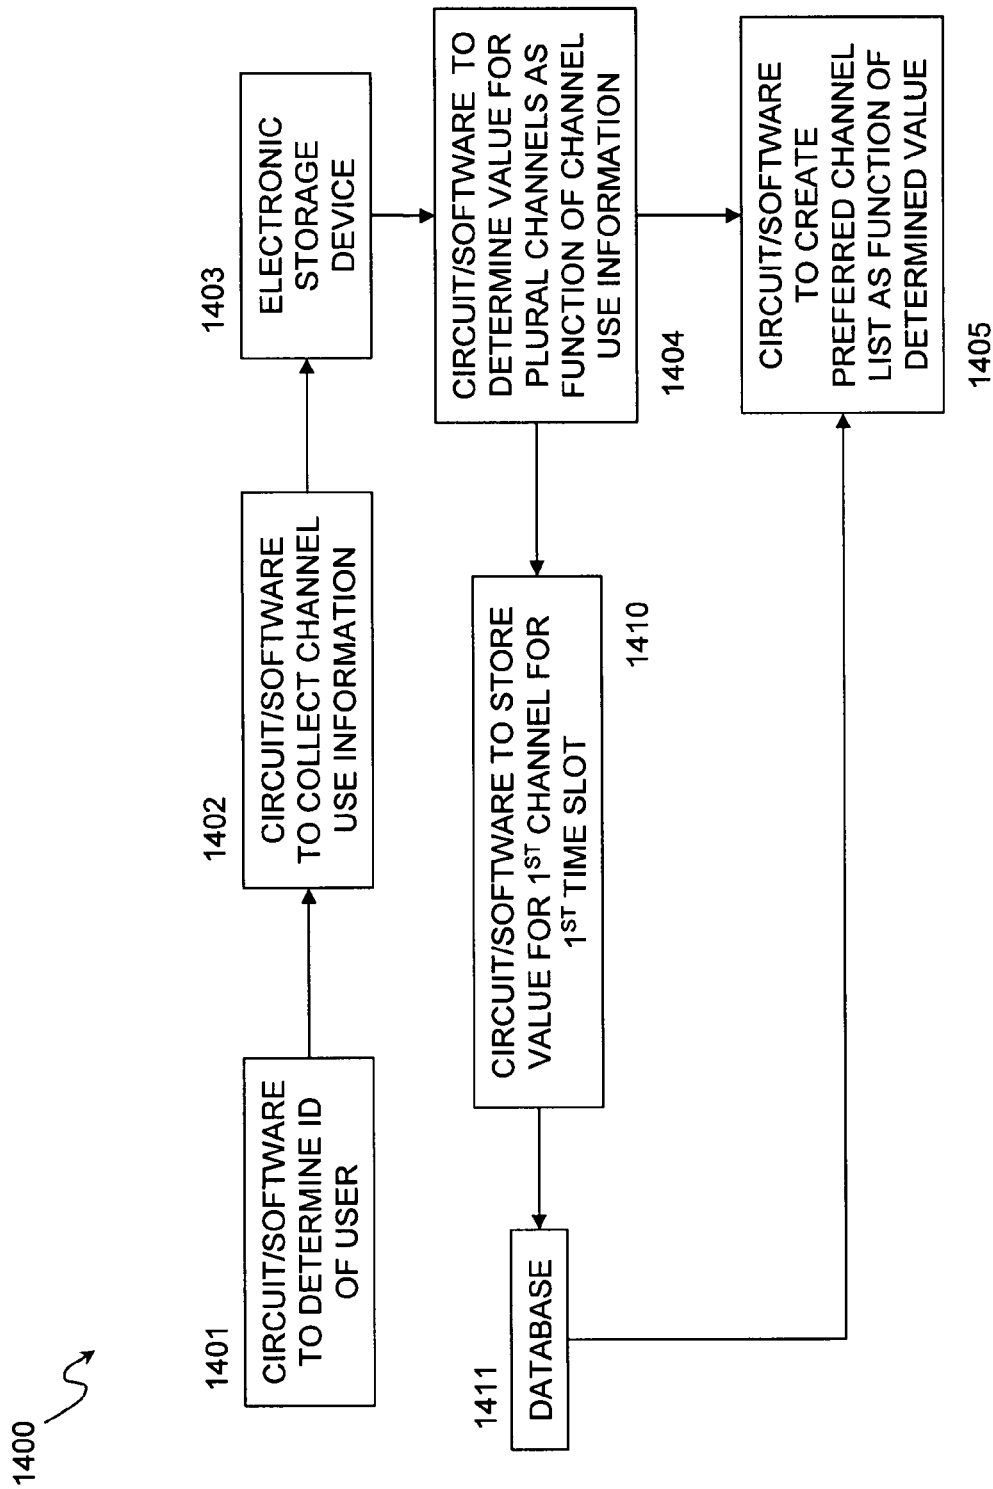 1400
1401
CIRCUIT/SOFTWARE
TO DETERMINE ID
OF USER
1402
CIRCUIT/SOFTWARE
TO COLLECT CHANNEL
USE INFORMATION
1403
ELECTRONIC
STORAGE
DEVICE
CIRCUIT/SOFTWARE TO
DETERMINE VALUE FOR
PLURAL CHANNELS AS
FUNCTION OF CHANNEL
USE INFORMATION
1404
CIRCUIT/SOFTWARE TO STORE
VALUE FOR 1ST CHANNEL FOR
1ST TIME SLOT
1410
1411
DATABASE
CIRCUIT/SOFTWARE
TO CREATE
PREFERRED CHANNEL
LIST AS FUNCTION OF
DETERMINED VALUE
1405